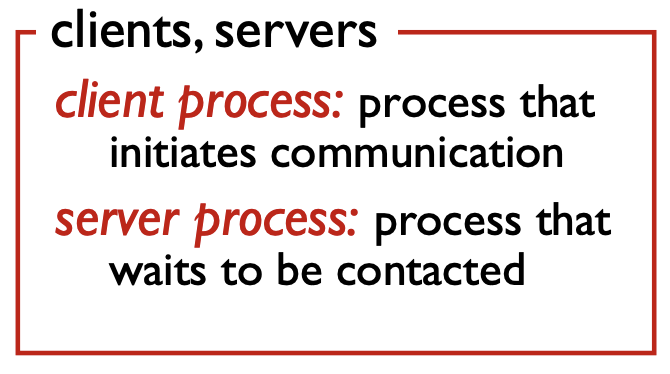 clients, servers
client process: process that
initiates communication
server process: process that
waits to be contacted